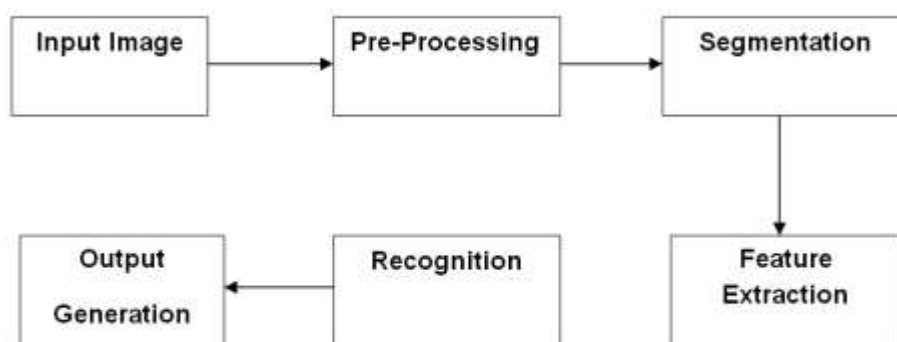 Input Image
Pre-Processing
Segmentation
Feature
Extraction
Recognition
Output
Generation